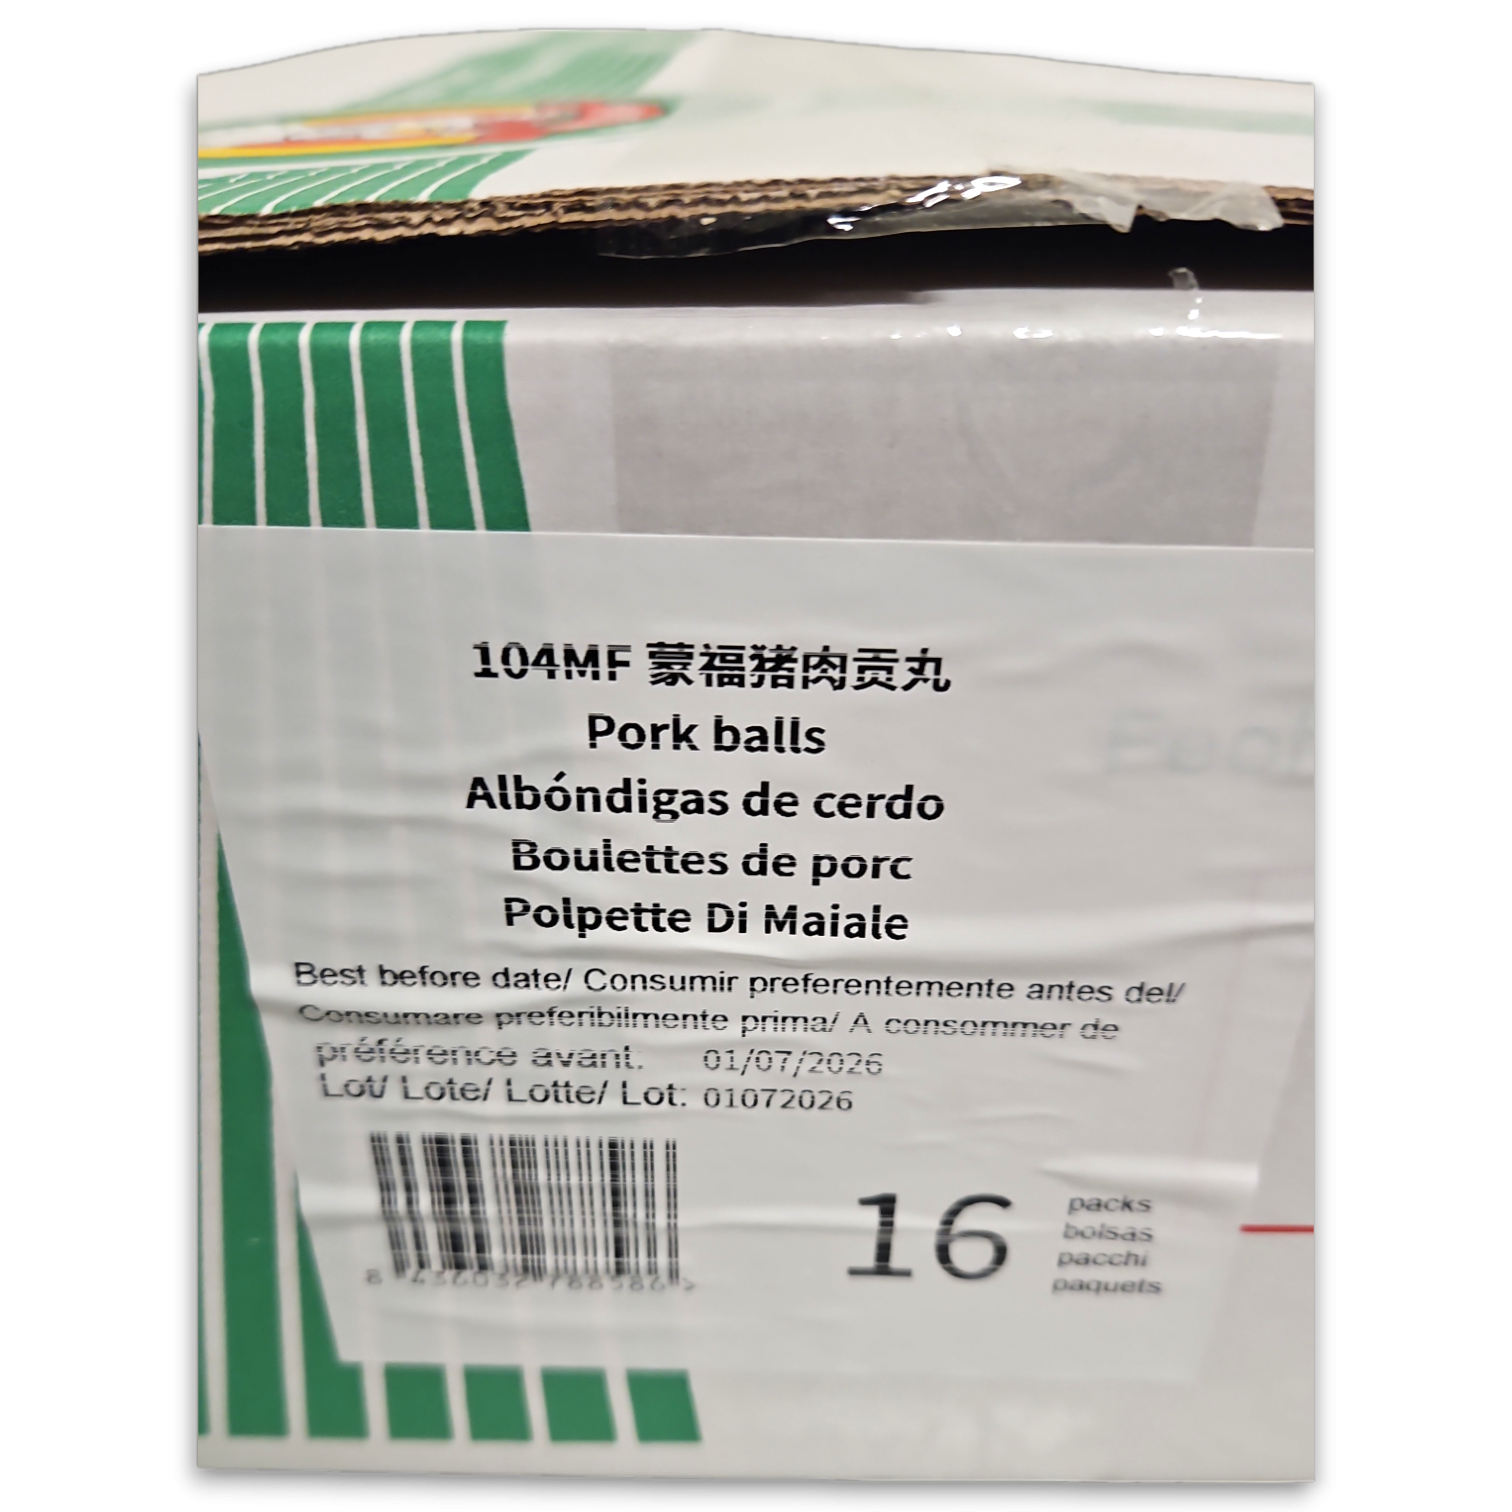 104MF 蒙福猪肉贡丸
Pork balls
Albóndigas de cerdo
Boulettes de porc
Polpette Di Maiale
Best before date/ Consumir preferentemente antes del/
Consumare preferibilmente prima/ A consommer de
préférence avant: 01/07/2026
Lot/ Lote/ Lotte/ Lot: 01072026
16
packs
bolsas
pacchi
paquets